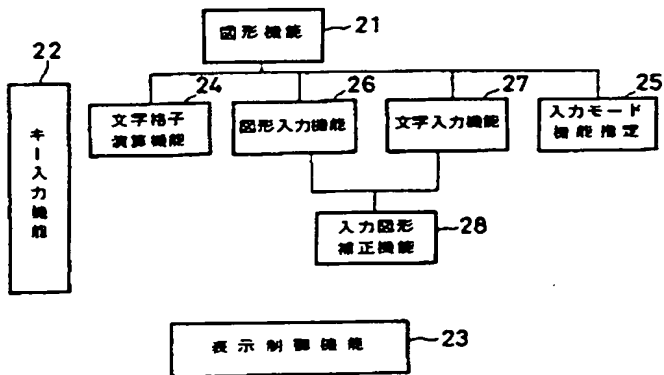 図形機能
21
22
キー入力機能
24
文字格子
演算機能
26
図形入力機能
27
文字入力機能
25
入力モード
機能指定
入力図形
補正機能
28
表示制御機能
23